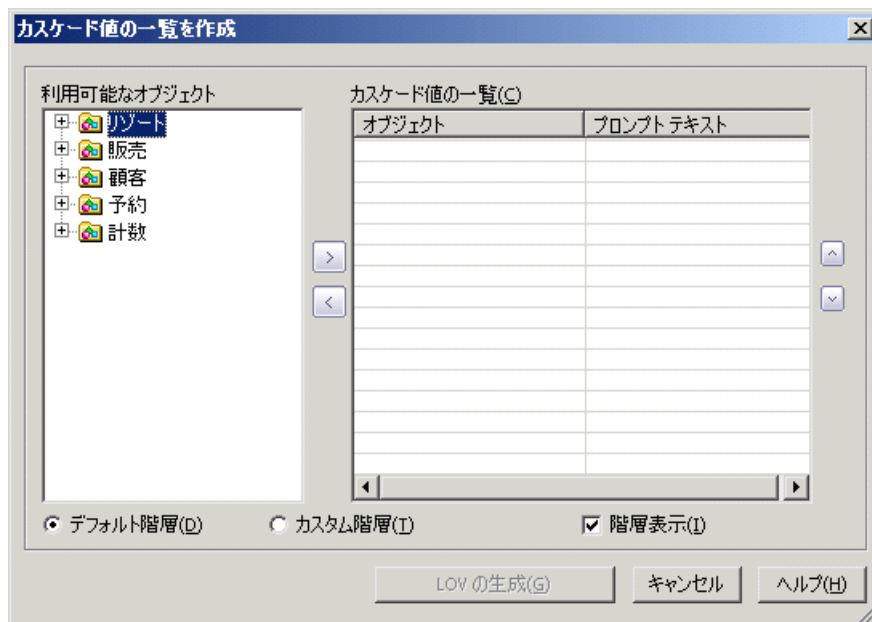 カスケード値の一覧を作成
利用可能なオブジェクト
カスケード値の一覧(C)
リゾート
販売
顧客
予約
計数
オブジェクト
プロンプト テキスト
デフォルト階層(D)
カスタム階層(T)
階層表示(I)
LOV の生成(G)
キャンセル
ヘルプ(H)